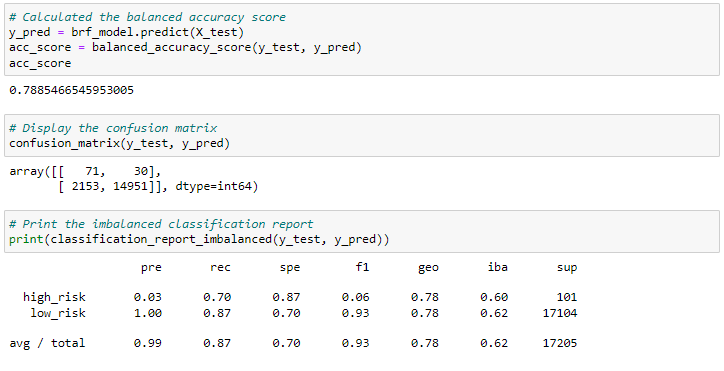 # Calculated the balanced accuracy score
y_pred = brf_model.predict(X_test)
acc_score = balanced_accuracy_score(y_test, y_pred)
acc_score
0.7885466545953005
# Display the confusion matrix
confusion_matrix(y_test, y_pred)
array([[   71,    30],
       [ 2153, 14951]], dtype=int64)
# Print the imbalanced classification report
print(classification_report_imbalanced(y_test, y_pred))
pre rec spe f1 geo iba sup
high_risk 0.03 0.70 0.87 0.06 0.78 0.60 101
low_risk 1.00 0.87 0.70 0.93 0.78 0.62 17104
avg / total 0.99 0.87 0.70 0.93 0.78 0.62 17205